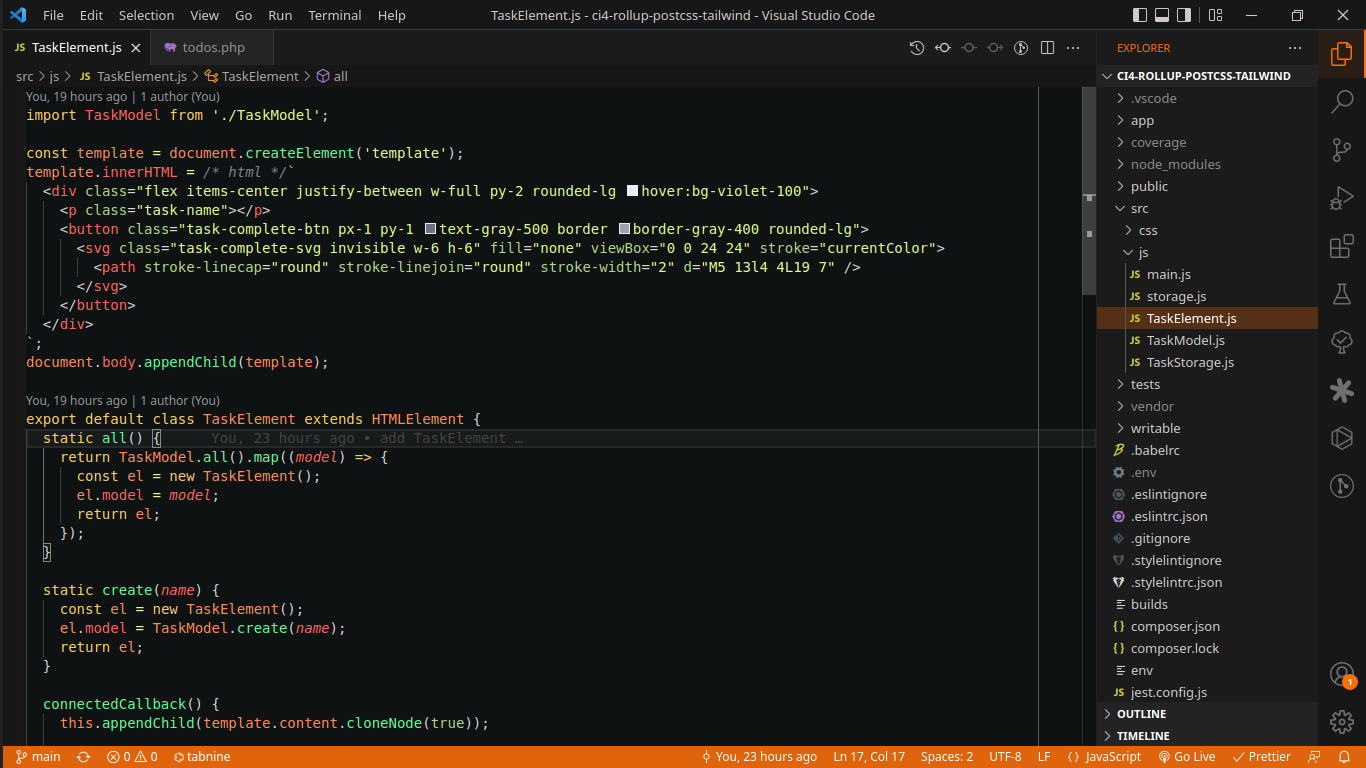 File Edit Selection View Go Run Terminal Help TaskElement.js - ci4-rollup-postcss-tailwind - Visual Studio Code
JS TaskElement.js todos.php
src > js > JS TaskElement.js > TaskElement > all
You, 19 hours ago | 1 author (You)
import TaskModel from './TaskModel';
const template = document.createElement('template');
template.innerHTML = /* html */`
<div class="flex items-center justify-between w-full py-2 rounded-lg hover:bg-violet-100">
<p class="task-name"></p>
<button class="task-complete-btn px-1 py-1 text-gray-500 border border-gray-400 rounded-lg">
<svg class="task-complete-svg invisible w-6 h-6" fill="none" viewBox="0 0 24 24" stroke="currentColor">
<path stroke-linecap="round" stroke-linejoin="round" stroke-width="2" d="M5 13l4 4L19 7" />
</svg>
</button>
</div>
`;
document.body.appendChild(template);
You, 19 hours ago | 1 author (You)
export default class TaskElement extends HTMLElement {
static all() { You, 23 hours ago • add TaskElement …
return TaskModel.all().map((model) => {
const el = new TaskElement();
el.model = model;
return el;
});
}
static create(name) {
const el = new TaskElement();
el.model = TaskModel.create(name);
return el;
}
connectedCallback() {
this.appendChild(template.content.cloneNode(true));
EXPLORER
CI4-ROLLUP-POSTCSS-TAILWIND
.vscode
app
coverage
node_modules
public
src
css
js
JS main.js
JS storage.js
JS TaskElement.js
JS TaskModel.js
JS TaskStorage.js
tests
vendor
writable
.babelrc
.env
.eslintignore
.eslintrc.json
.gitignore
.stylelintignore
.stylelintrc.json
builds
{ } composer.json
{ } composer.lock
env
JS jest.config.js
OUTLINE
TIMELINE
1
main 0 0 tabnine You, 23 hours ago Ln 17, Col 17 Spaces: 2 UTF-8 LF { } JavaScript Go Live Prettier